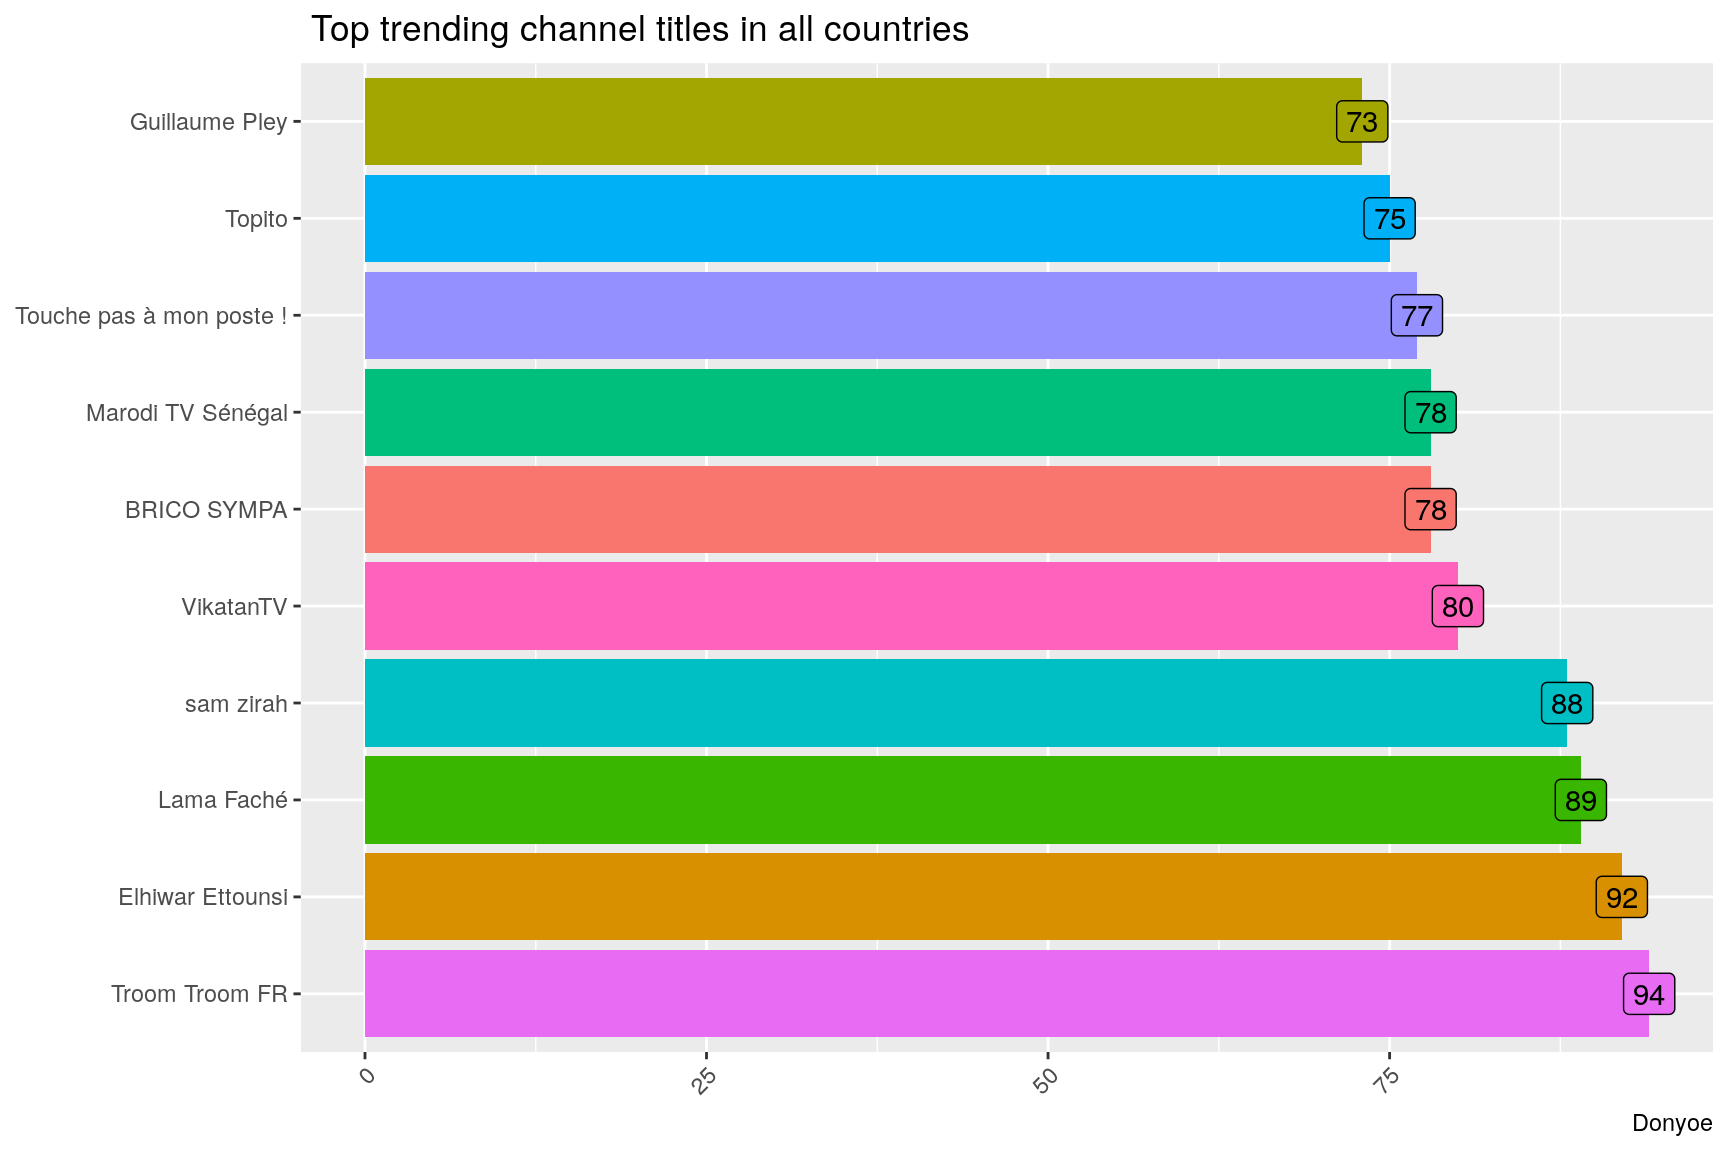 Top trending channel titles in all countries
Guillaume Pley
73
Topito
75
Touche pas à mon poste !
77
Marodi TV Sénégal
78
BRICO SYMPA
78
VikatanTV
80
sam zirah
88
Lama Faché
89
Elhiwar Ettounsi
92
Troom Troom FR
94
0
25
50
75
Donyoe